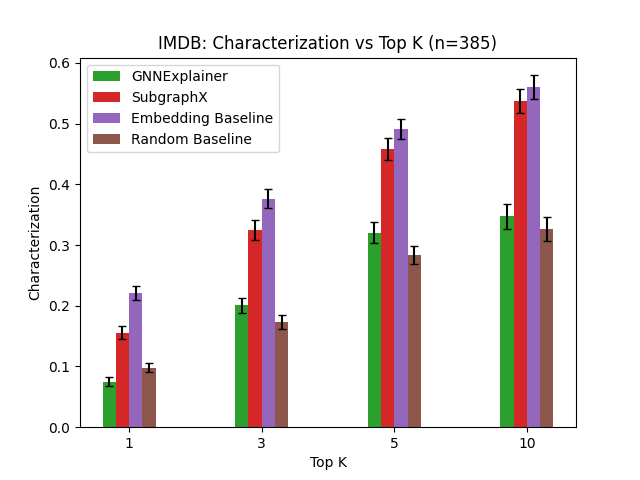 IMDB: Characterization vs Top K (n=385)
GNNExplainer
SubgraphX
Embedding Baseline
Random Baseline
Characterization
0.6
0.5
0.4
0.3
0.2
0.1
0.0
1 3 5 10
Top K